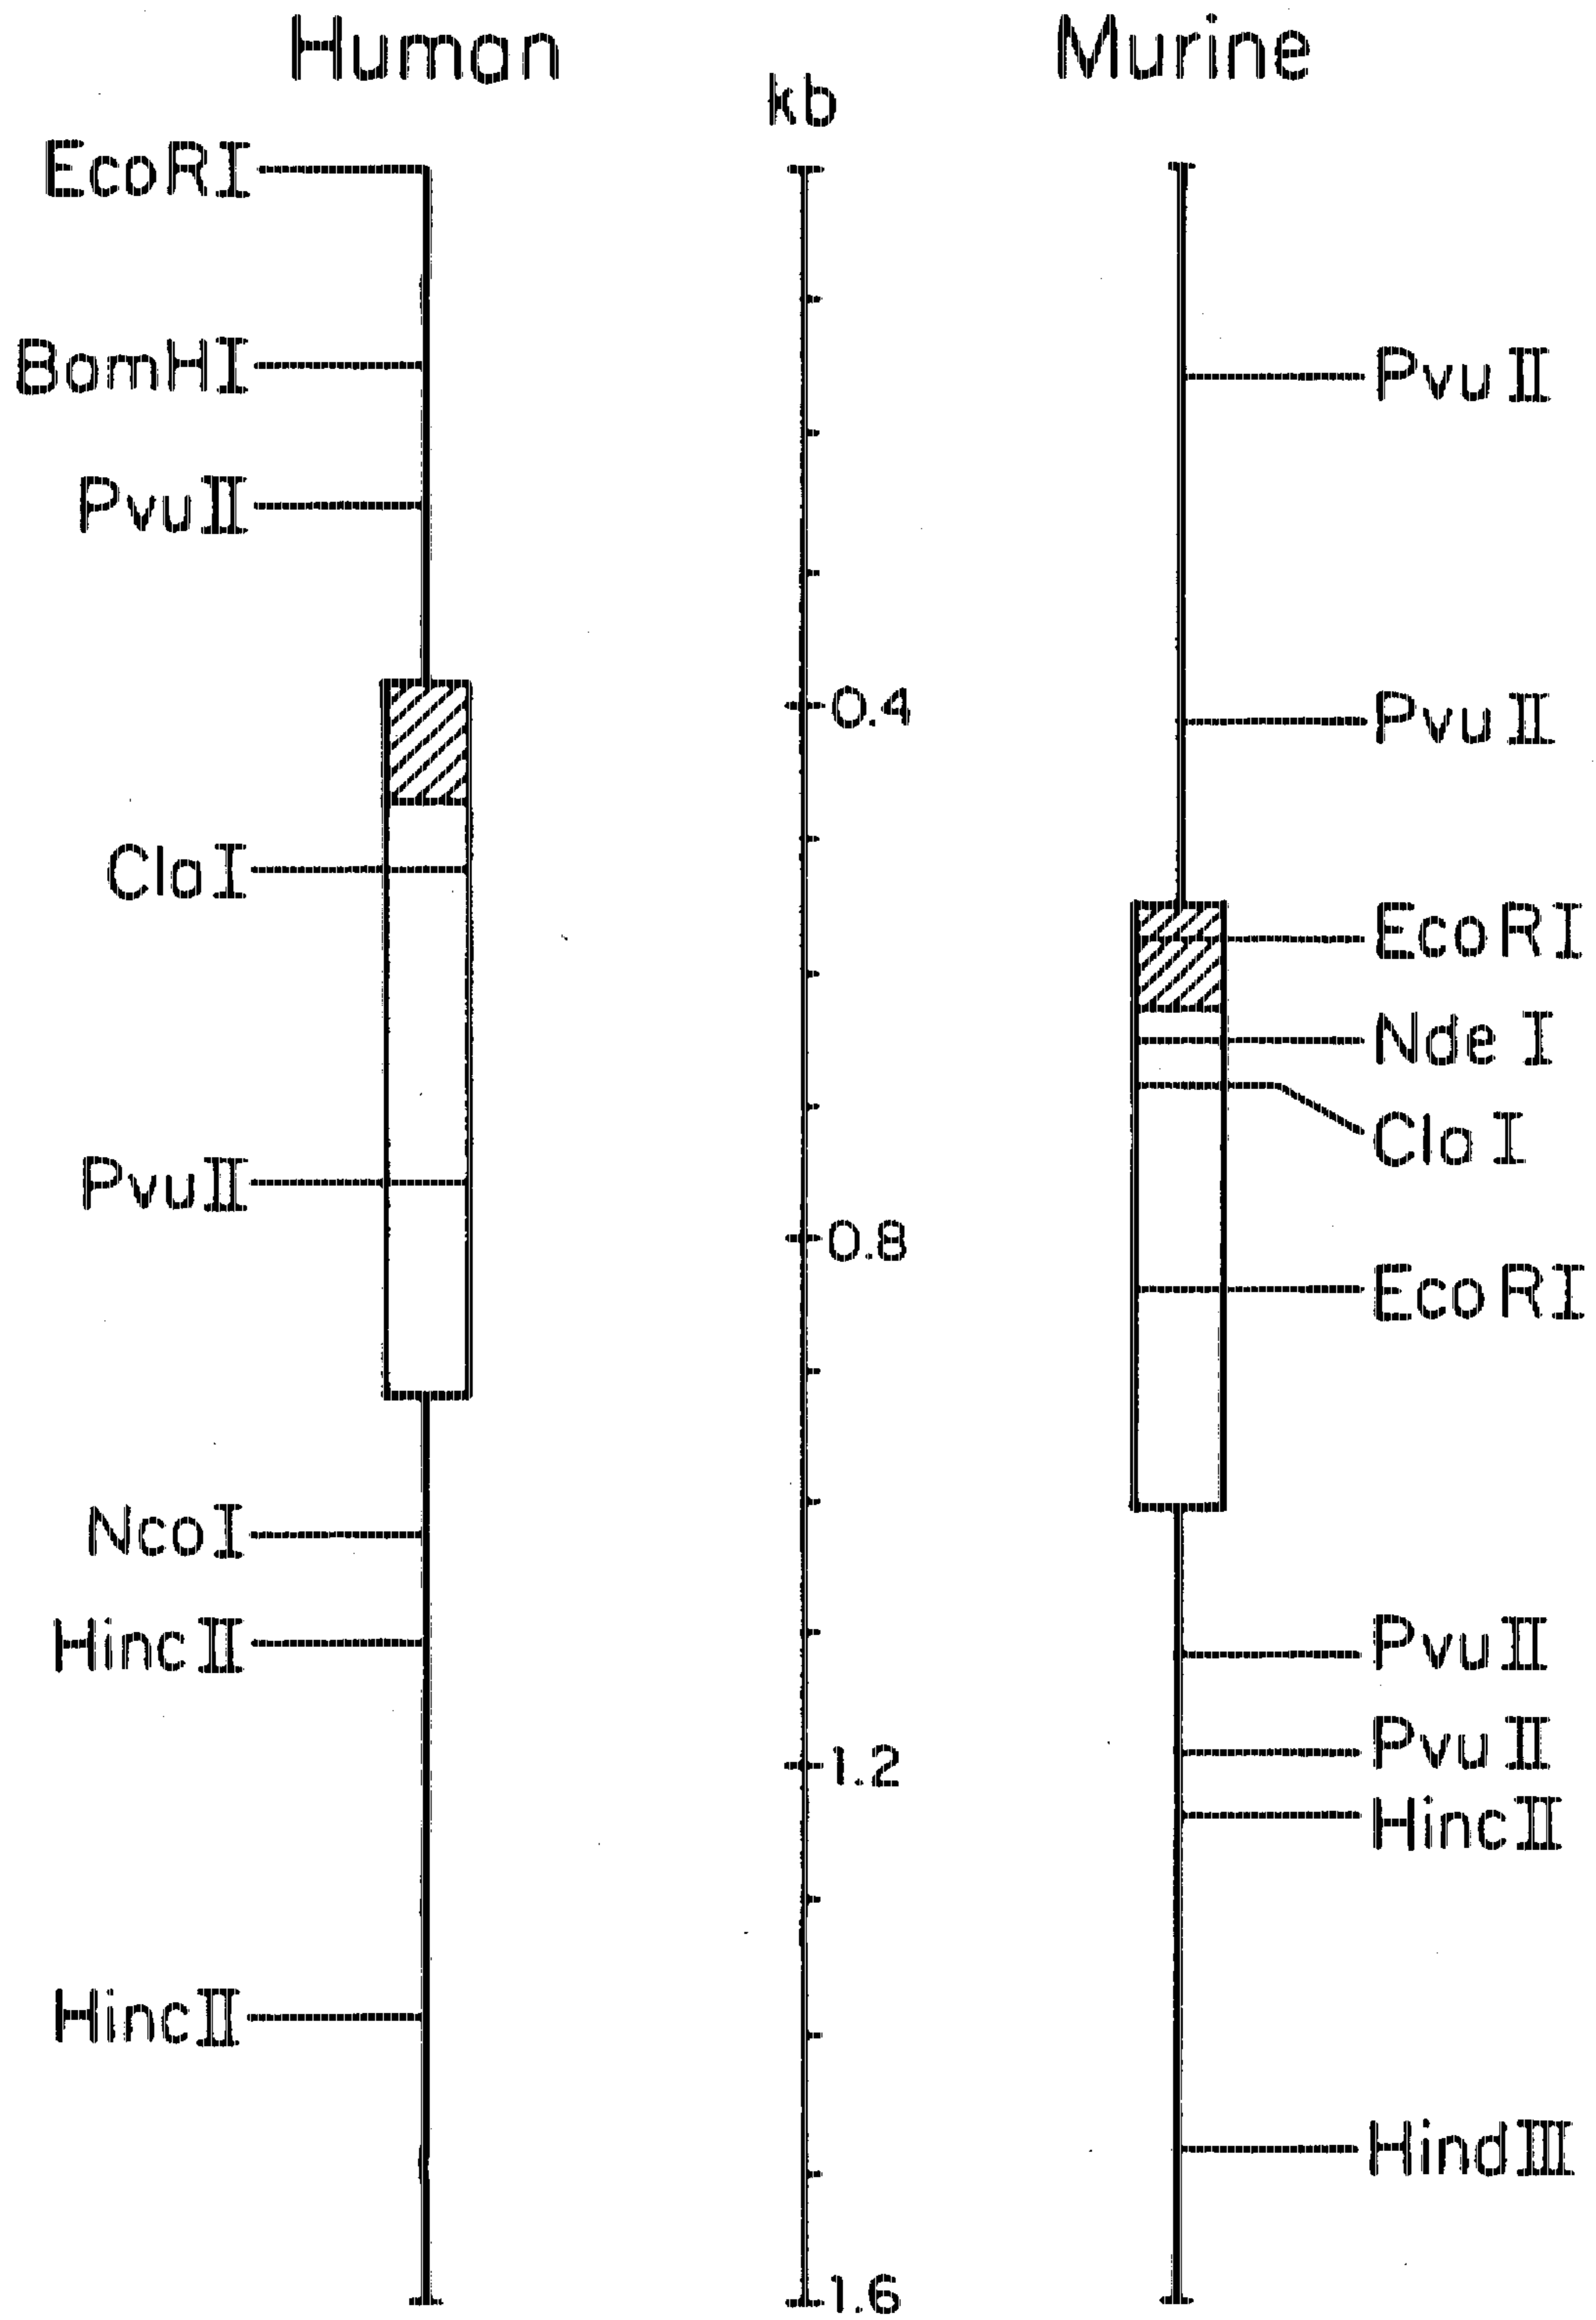 Human
kb
Murine
EcoRI
BamHI
PvuII
ClaI
PvuII
NcoI
HincII
HincII
0.4
0.8
1.2
1.6
PvuII
PvuII
EcoRI
NdeI
ClaI
EcoRI
PvuII
PvuII
HincII
HindIII